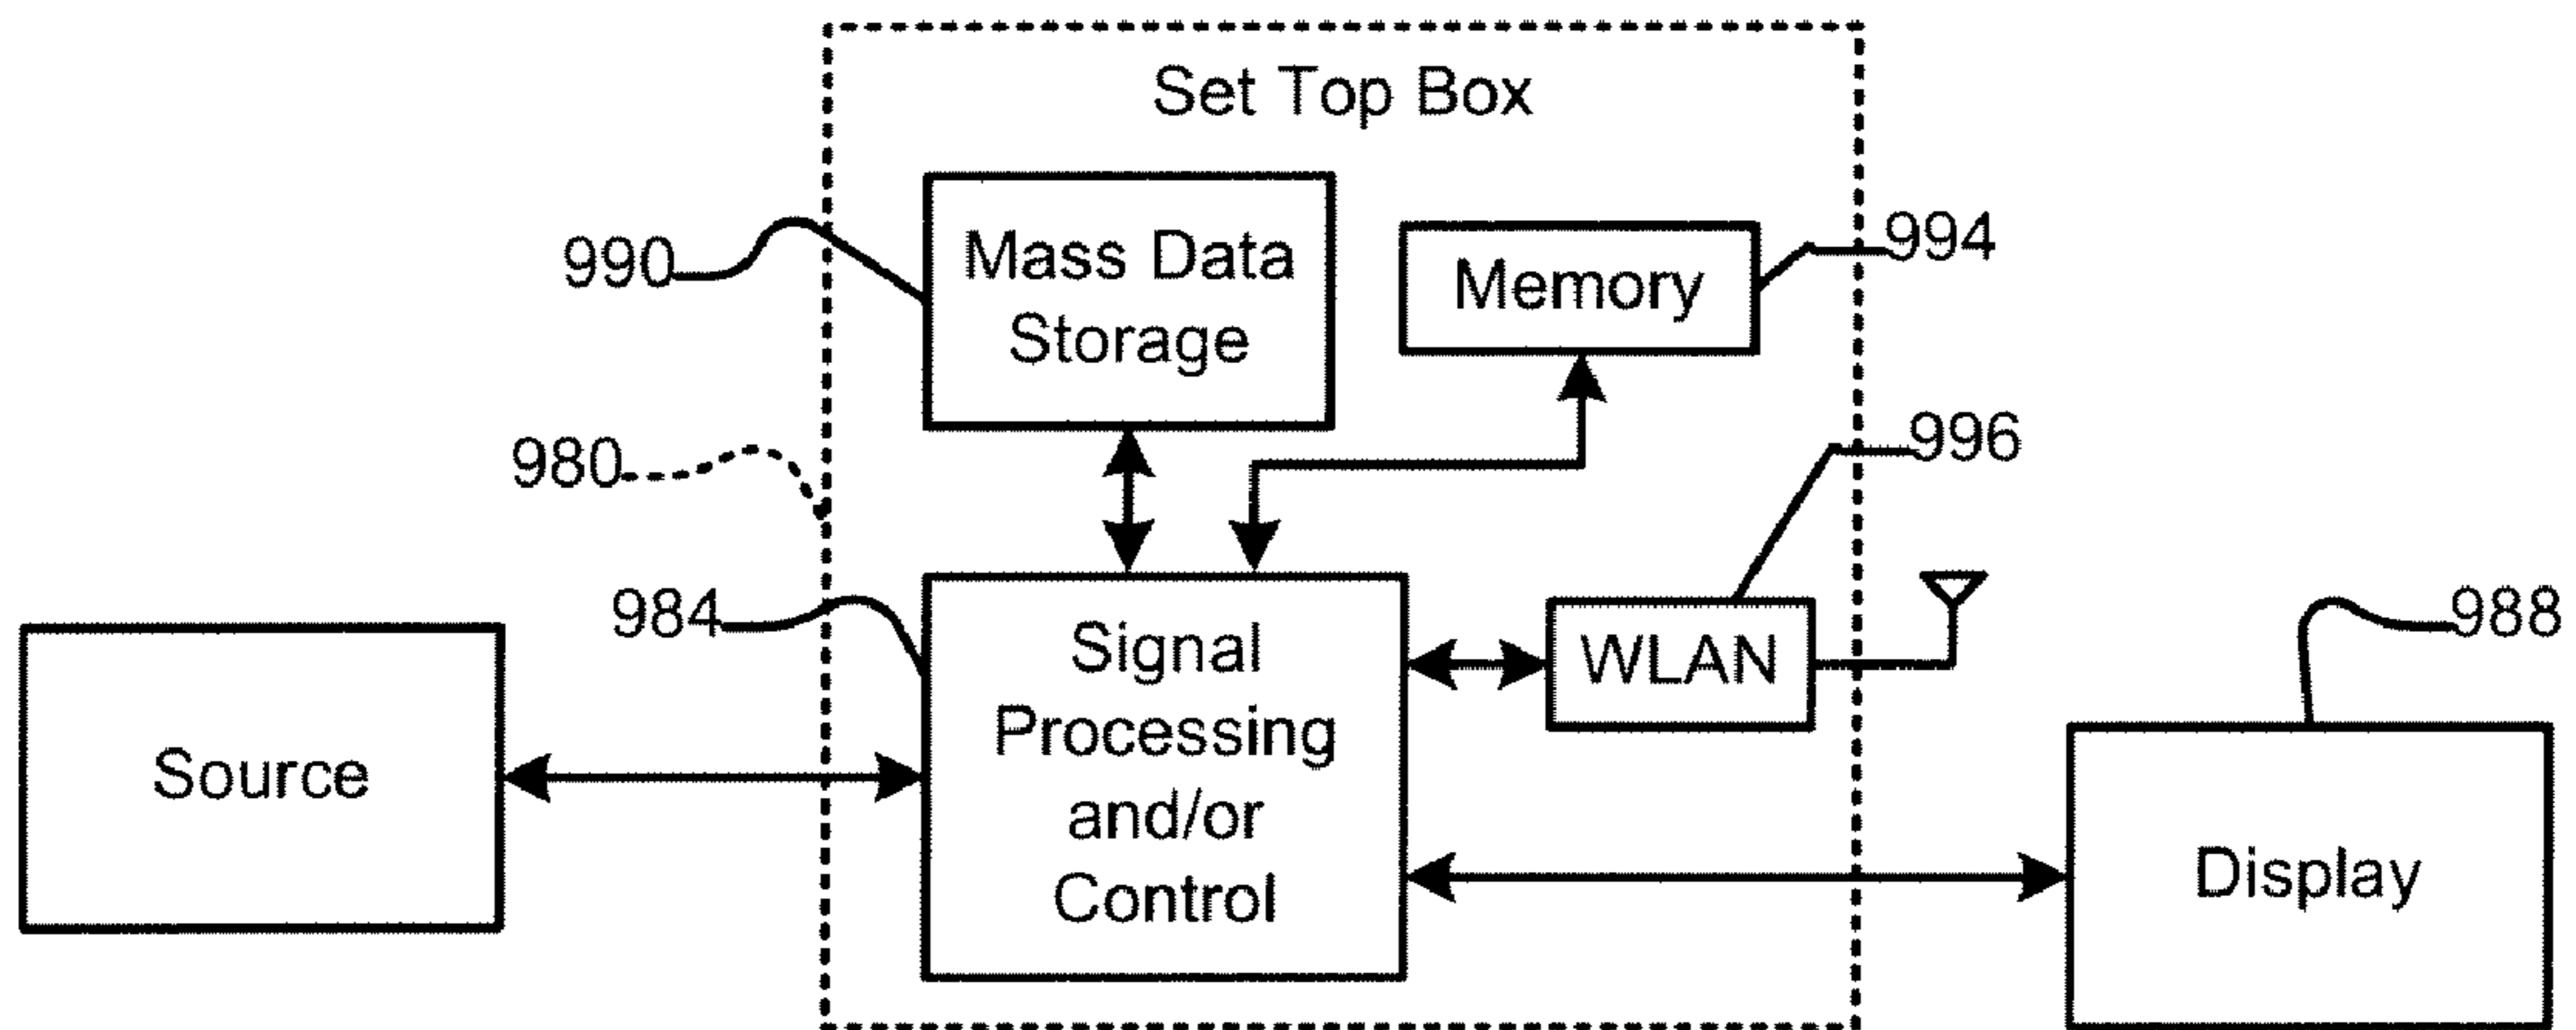 Set Top Box
990
Mass Data
Storage
Memory
994
980
996
984
Signal
Processing
and/or
Control
WLAN
988
Source
Display